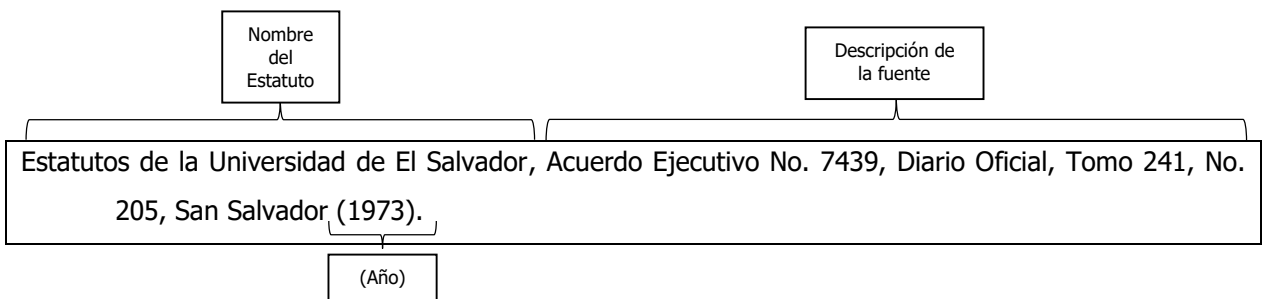 Nombre
del
Estatuto
Descripción de
la fuente
Estatutos de la Universidad de El Salvador, Acuerdo Ejecutivo No. 7439, Diario Oficial, Tomo 241, No.
205, San Salvador (1973).
(Año)